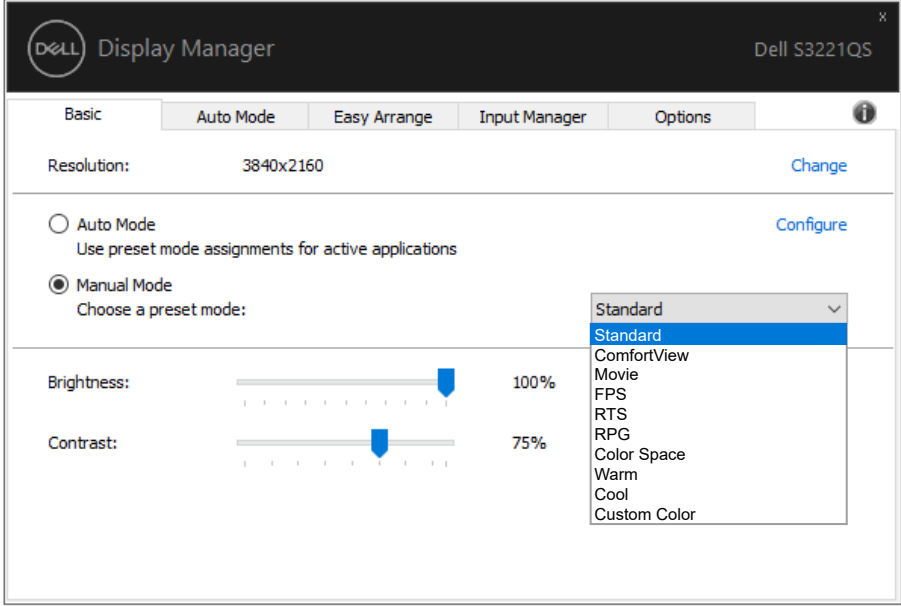 DELL Display Manager
Dell S3221QS
x
Basic
Auto Mode
Easy Arrange
Input Manager
Options
i
Resolution:
3840x2160
Change
Auto Mode
Configure
Use preset mode assignments for active applications
Manual Mode
Choose a preset mode:
Standard
Standard
ComfortView
Movie
FPS
RTS
RPG
Color Space
Warm
Cool
Custom Color
Brightness:
100%
Contrast:
75%